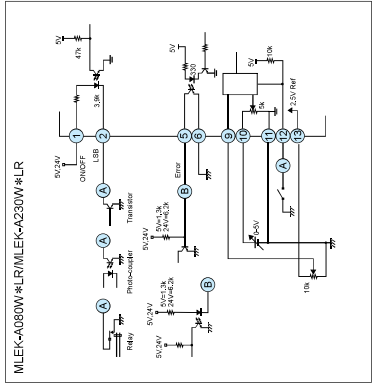 MLEK-A080W*LR/MLEK-A230W*LR
5V
47k
3.9k
5V
330
5V
10k
5k
2.5V Ref
1
2
5
6
9
10
11
12
13
5V,24V
ON/OFF
LSB
Error
A
Transistor
A
Photo-coupler
A
Relay
B
5V,24V
5V=1.3k
24V=6.2k
5V,24V
5V=1.3k
24V=6.2k
B
A
0-5V
10k